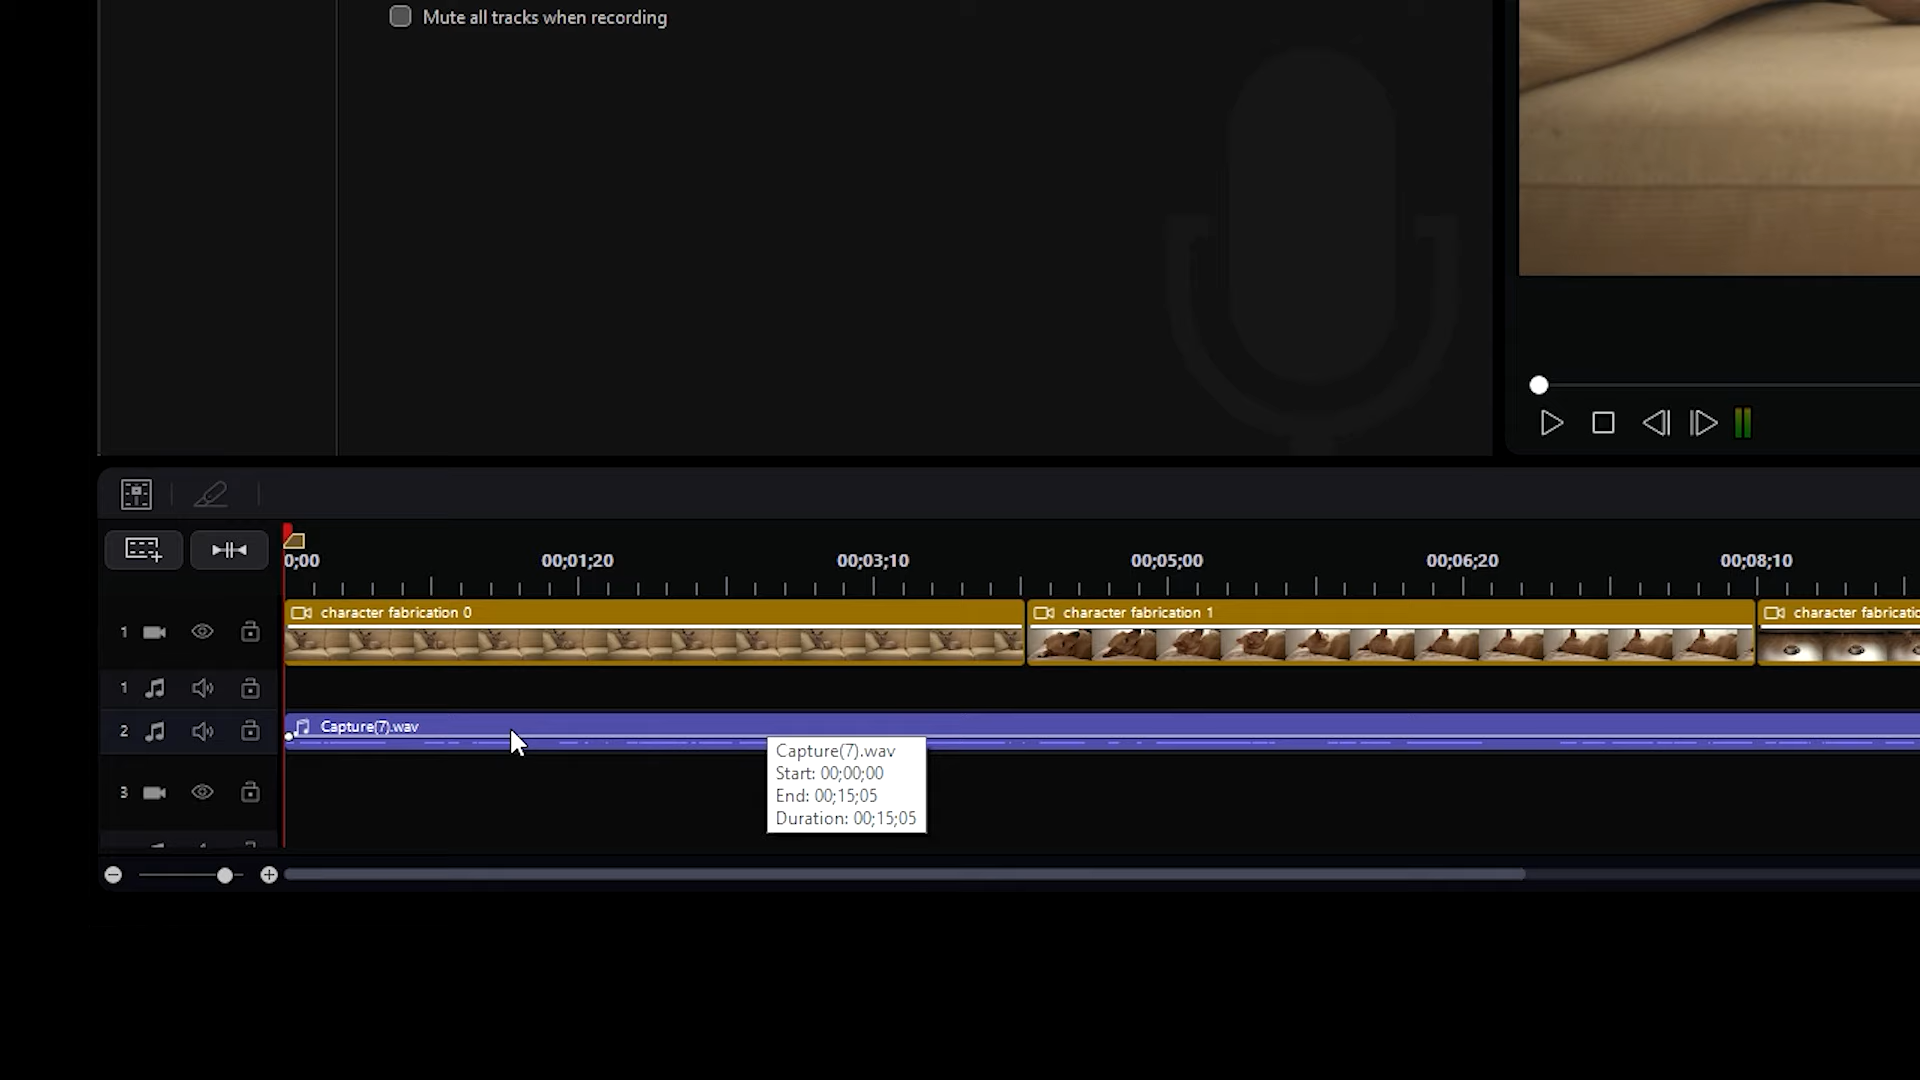 Mute all tracks when recording
0;00 00;01;20 00;03;10 00;05;00 00;06;20 00;08;10
1 character fabrication 0 character fabrication 1 character
1
2 Capture(7).wav
Capture(7).wav
Start: 00;00;00
End: 00;15;05
Duration: 00;15;05
3